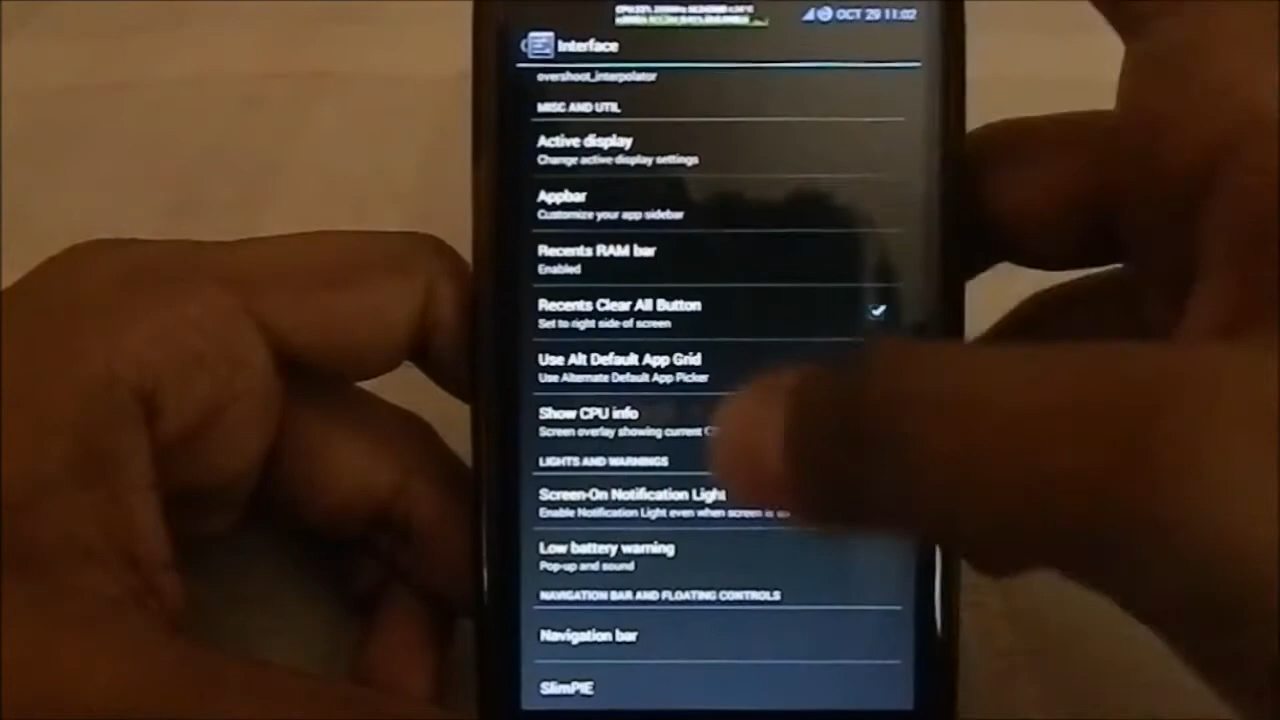 OCT 29 11:02
Interface
overshoot_interpolator
MISC AND UTIL
Active display
Change active display settings
Appbar
Customize your app sidebar
Recents RAM bar
Enabled
Recents Clear All Button
Set to right side of screen
Use Alt Default App Grid
Use Alternate Default App Picker
Show CPU info
Screen overlay showing current
LIGHTS AND WARNINGS
Screen-On Notification Light
Enable Notification Light even when screen is
Low battery warning
Pop-up and sound
NAVIGATION BAR AND FLOATING CONTROLS
Navigation bar
SlimPIE